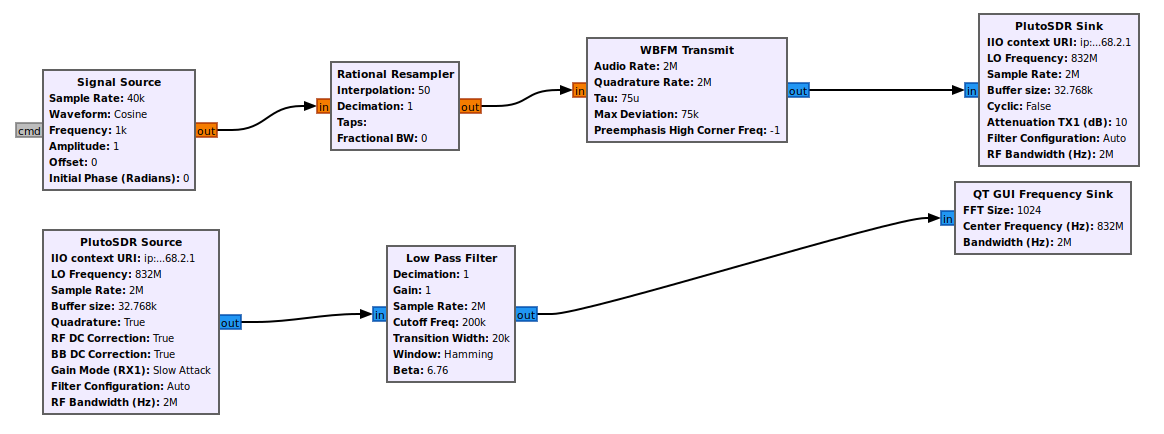 Signal Source
Sample Rate: 40k
Waveform: Cosine
Frequency: 1k
Amplitude: 1
Offset: 0
Initial Phase (Radians): 0
cmd
out
Rational Resampler
Interpolation: 50
Decimation: 1
Taps:
Fractional BW: 0
in
out
WBFM Transmit
Audio Rate: 2M
Quadrature Rate: 2M
Tau: 75u
Max Deviation: 75k
Preemphasis High Corner Freq: -1
in
out
PlutoSDR Sink
IIO context URI: ip:...68.2.1
LO Frequency: 832M
Sample Rate: 2M
Buffer size: 32.768k
Cyclic: False
Attenuation TX1 (dB): 10
Filter Configuration: Auto
RF Bandwidth (Hz): 2M
in
PlutoSDR Source
IIO context URI: ip:...68.2.1
LO Frequency: 832M
Sample Rate: 2M
Buffer size: 32.768k
Quadrature: True
RF DC Correction: True
BB DC Correction: True
Gain Mode (RX1): Slow Attack
Filter Configuration: Auto
RF Bandwidth (Hz): 2M
out
Low Pass Filter
Decimation: 1
Gain: 1
Sample Rate: 2M
Cutoff Freq: 200k
Transition Width: 20k
Window: Hamming
Beta: 6.76
in
out
QT GUI Frequency Sink
FFT Size: 1024
Center Frequency (Hz): 832M
Bandwidth (Hz): 2M
in